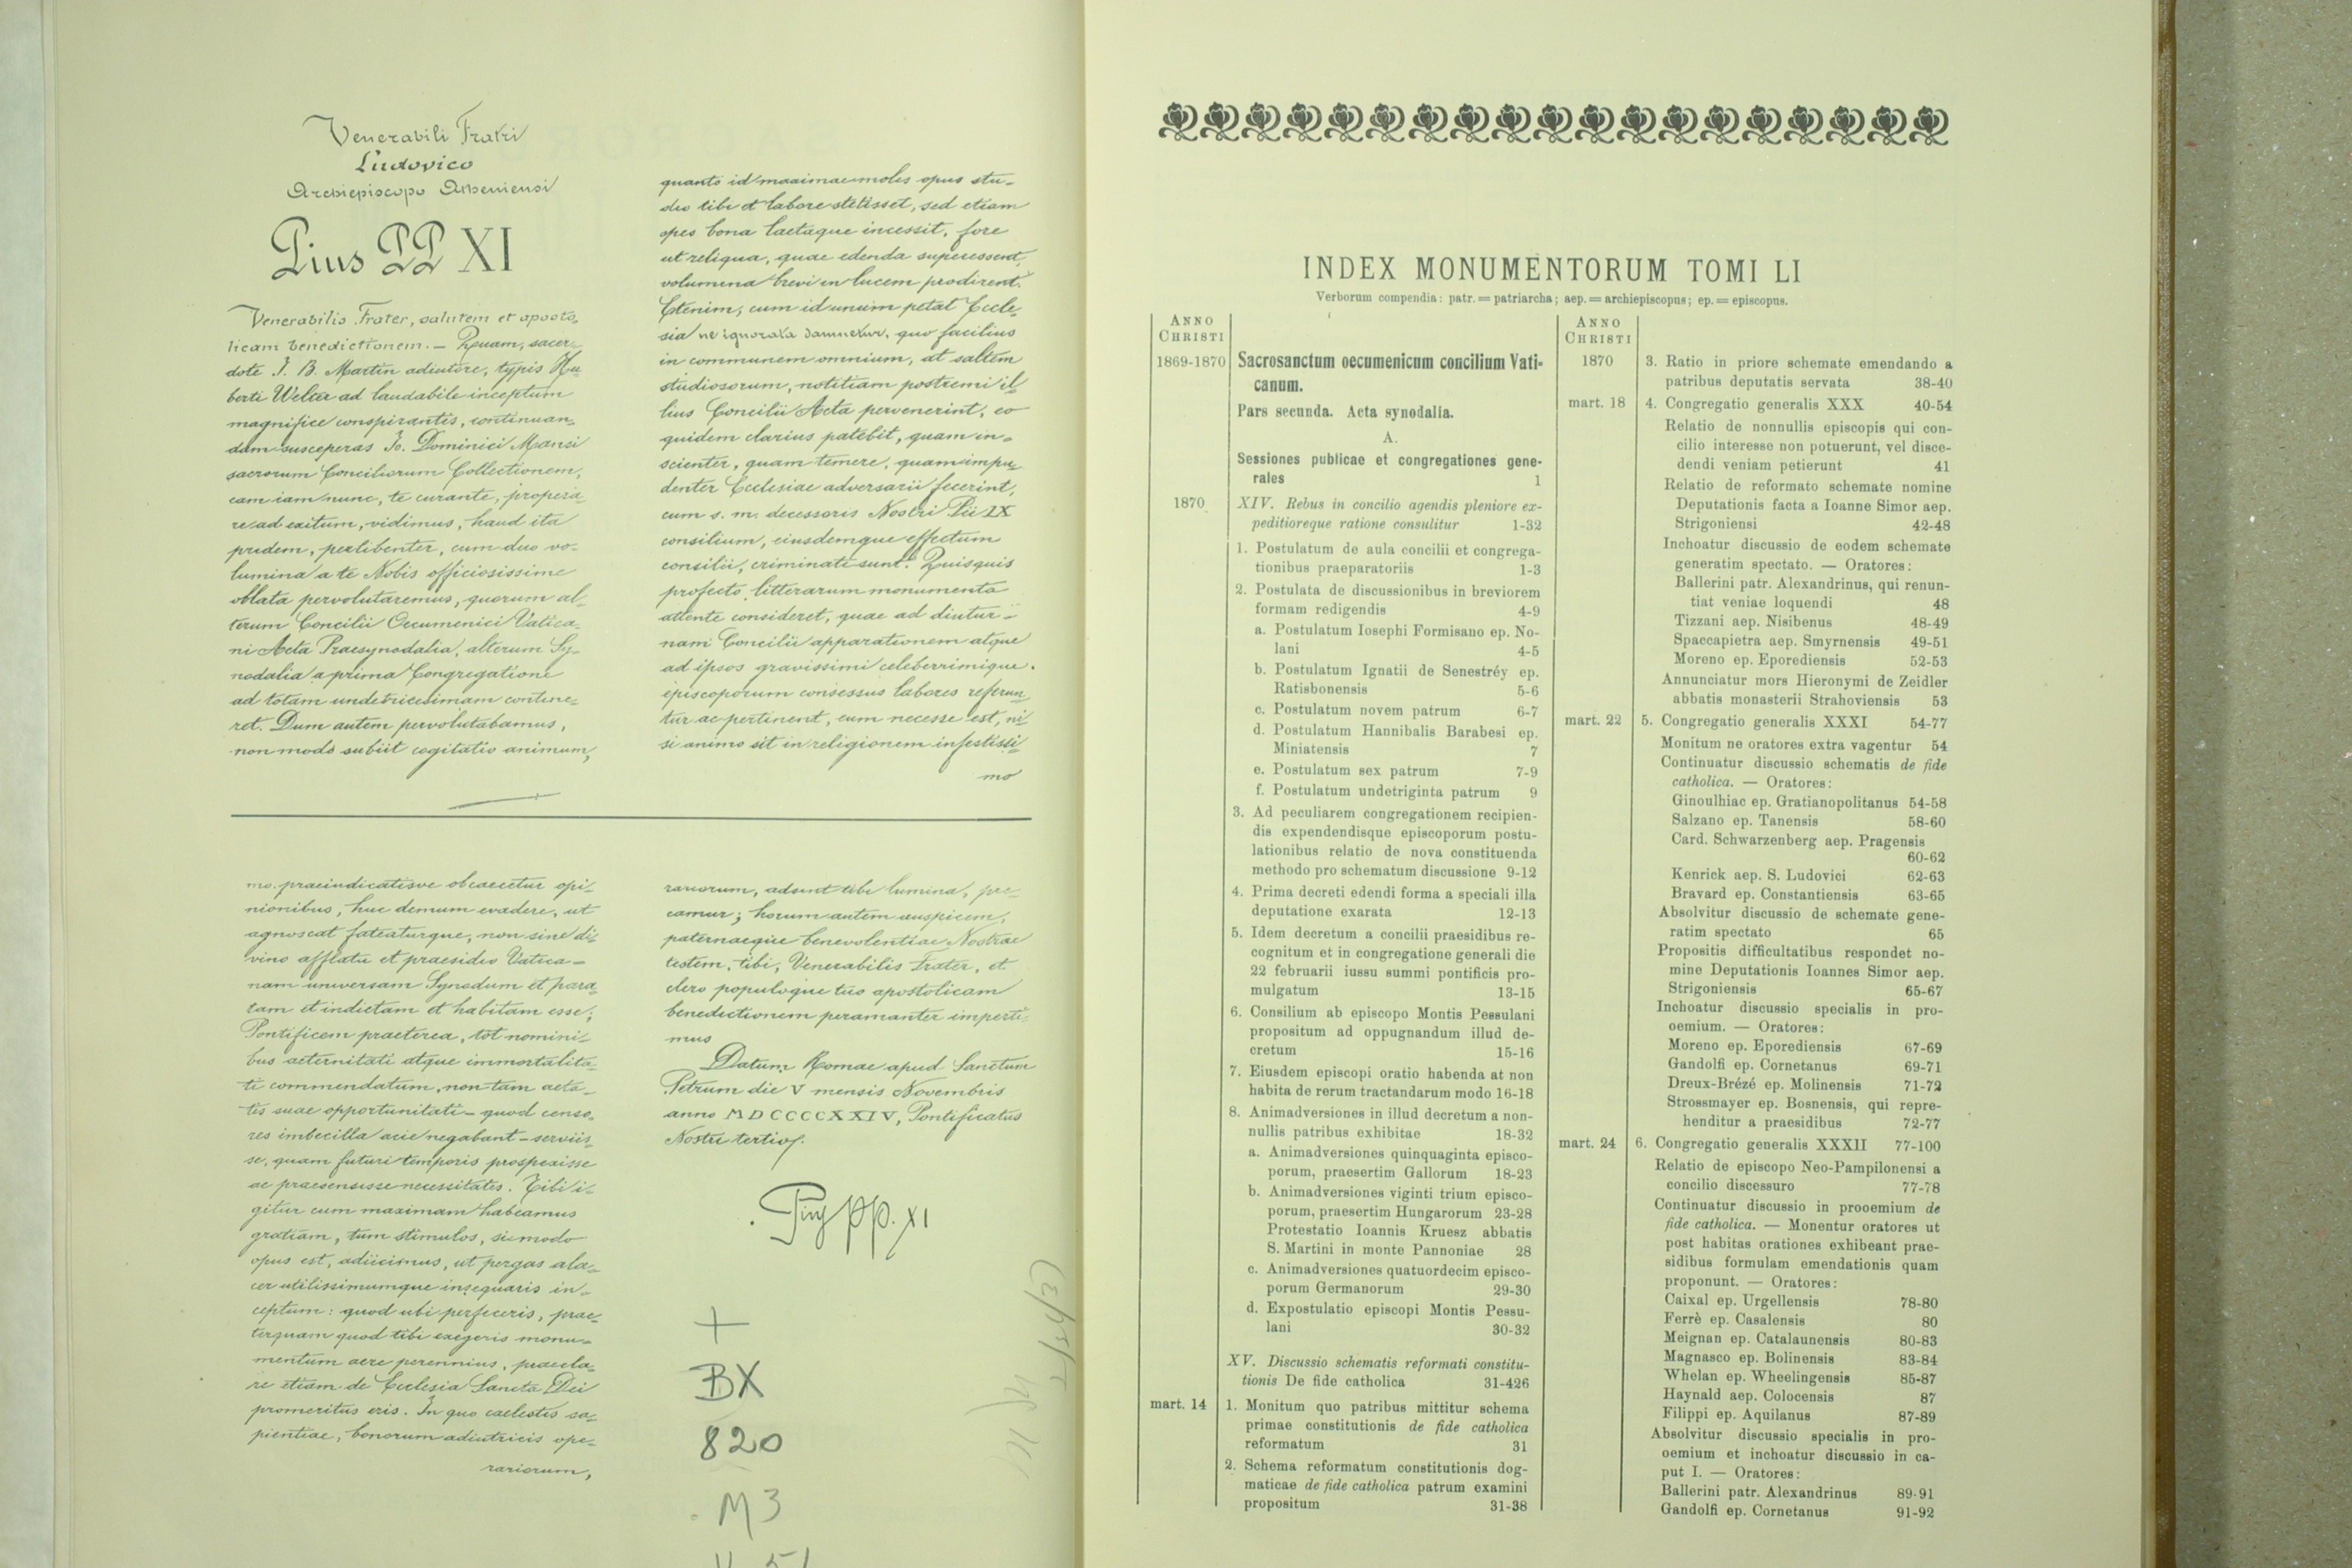 Venerabili Fratri
Ludovico
Archiepiscopo Atheniensi
Pius PP XI
Venerabilis Frater, salutem et aposto-
licam benedictionem. — Quam, sacer-
dote J. B. Martin adiutore, typis Hu-
berti Welter ad laudabile inceptum
magnifice conspirantis, continuan-
dam susceperas Jo. Dominici Mansi
sacrorum Conciliorum Collectionem,
eam iam nunc, te curante, propera-
re ad exitum, vidimus, haud ita
pridem, perlibenter, cum duo vo-
lumina a te Nobis officiosissime
oblata pervolutaremus, quorum al-
terum Concilii Oecumenici Vatica-
ni Acta Praesynodalia, alterum Sy-
nodalia a prima Congregatione
ad totam undetricesimam contine-
ret. Dum autem pervolutabamus,
non modo subiit cogitatio animum,
quanto id maximae molis opus stu-
dio tibi et labore stetisset, sed etiam
spes bona laetaque incessit, fore
ut reliqua, quae edenda superessent,
volumina brevi in lucem prodirent.
Etenim, cum id unum petat Eccle-
sia ne ignorata damnetur, quo facilius
in communem omnium, at saltem
studiosorum, notitiam postremi il-
lius Concilii Acta pervenerint, eo
quidem clarius patebit, quam in-
scienter, quam temere, quam impu-
denter Ecclesiae adversarii fecerint,
cum s. m. decessoris Nostri Pii IX
consilium, eiusdemque effectum
consilii, criminati sunt. Quisquis
profecto litterarum monumenta
attente consideret, quae ad diutur-
nam Concilii apparationem atque
ad ipsos gravissimi celeberrimique
episcoporum consessus labores referun-
tur ac pertinent, eum necesse est, ni-
si animo sit in religionem infestissi-
mo
mo praeiudicatisve obcaecetur opi-
nionibus, huc demum evadere, ut
agnoscat fateaturque, non sine di-
vino afflatu et praesidio Vatica-
nam universam Synodum et para-
tam et indictam et habitam esse;
Pontificem praeterea, tot nomini-
bus aeternitati atque immortalita-
ti commendatum, non tam aeta-
tis suae opportunitati – quod censo-
res imbecilla acie negabant – serviis-
se, quam futuri temporis prospexisse
ac praesensisse necessitates. Tibi i-
gitur cum maximam habeamus
gratiam, tum stimulos, si modo
opus est, adiicimus, ut pergas ala-
cer utilissimumque insequaris in-
ceptum: quod ubi perfeceris, prae-
terquam quod tibi exegeris monu-
mentum aere perennius, praecla-
re etiam de Ecclesia Sancta Dei
promeritus eris. In quo caelestis sa-
pientiae, bonorum adiutricis ope-
rariorum,
rariorum, adsint tibi lumina, pre-
camur; horum autem auspicem,
paternaeque benevolentiae Nostrae
testem, tibi, Venerabilis Frater, et
clero populoque tuo apostolicam
benedictionem peramanter imperti-
mus
Datum Romae apud Sanctum
Petrum die V mensis Novembris
anno MDCCCCXXIV, Pontificatus
Nostri tertio.
Pius PP. XI
+
BX
820
M3
INDEX MONUMENTORUM TOMI LI
Verborum compendia: patr. = patriarcha; aep. = archiepiscopus; ep. = episcopus.
ANNO
CHRISTI
1869-1870 Sacrosanctum oecumenicum concilium Vati-
canum.
Pars secunda. Acta synodalia.
A.
Sessiones publicae et congregationes gene-
rales 1
1870 XIV. Rebus in concilio agendis pleniore ex-
peditioreque ratione consulitur 1-32
1. Postulatum de aula concilii et congrega-
tionibus praeparatoriis 1-3
2. Postulata de discussionibus in breviorem
formam redigendis 4-9
a. Postulatum Iosephi Formisano ep. No-
lani 4-5
b. Postulatum Ignatii de Senestréy ep.
Ratisbonensis 5-6
c. Postulatum novem patrum 6-7
d. Postulatum Hannibalis Barabesi ep.
Miniatensis 7
e. Postulatum sex patrum 7-9
f. Postulatum undetriginta patrum 9
3. Ad peculiarem congregationem recipien-
dis expendendisque episcoporum postu-
lationibus relatio de nova constituenda
methodo pro schematum discussione 9-12
4. Prima decreti edendi forma a speciali illa
deputatione exarata 12-13
5. Idem decretum a concilii praesidibus re-
cognitum et in congregatione generali die
22 februarii iussu summi pontificis pro-
mulgatum 13-15
6. Consilium ab episcopo Montis Pessulani
propositum ad oppugnandum illud de-
cretum 15-16
7. Eiusdem episcopi oratio habenda at non
habita de rerum tractandarum modo 16-18
8. Animadversiones in illud decretum a non-
nullis patribus exhibitae 18-32
a. Animadversiones quinquaginta episco-
porum, praesertim Gallorum 18-23
b. Animadversiones viginti trium episco-
porum, praesertim Hungarorum 23-28
Protestatio Ioannis Kruesz abbatis
S. Martini in monte Pannoniae 28
c. Animadversiones quatuordecim episco-
porum Germanorum 29-30
d. Expostulatio episcopi Montis Pessu-
lani 30-32
XV. Discussio schematis reformati constitu-
tionis De fide catholica 31-426
mart. 14 1. Monitum quo patribus mittitur schema
primae constitutionis de fide catholica
reformatum 31
2. Schema reformatum constitutionis dog-
maticae de fide catholica patrum examini
propositum 31-38
ANNO
CHRISTI
1870 3. Ratio in priore schemate emendando a
patribus deputatis servata 38-40
mart. 18 4. Congregatio generalis XXX 40-54
Relatio de nonnullis episcopis qui con-
cilio interesse non potuerunt, vel disce-
dendi veniam petierunt 41
Relatio de reformato schemate nomine
Deputationis facta a Ioanne Simor aep.
Strigoniensi 42-48
Inchoatur discussio de eodem schemate
generatim spectato. — Oratores:
Ballerini patr. Alexandrinus, qui renun-
tiat veniae loquendi 48
Tizzani aep. Nisibenus 48-49
Spaccapietra aep. Smyrnensis 49-51
Moreno ep. Eporediensis 52-53
Annunciatur mors Hieronymi de Zeidler
abbatis monasterii Strahoviensis 53
mart. 22 5. Congregatio generalis XXXI 54-77
Monitum ne oratores extra vagentur 54
Continuatur discussio schematis de fide
catholica. — Oratores:
Ginoulhiac ep. Gratianopolitanus 54-58
Salzano ep. Tanensis 58-60
Card. Schwarzenberg aep. Pragensis
60-62
Kenrick aep. S. Ludovici 62-63
Bravard ep. Constantiensis 63-65
Absolvitur discussio de schemate gene-
ratim spectato 65
Propositis difficultatibus respondet no-
mine Deputationis Ioannes Simor aep.
Strigoniensis 65-67
Inchoatur discussio specialis in pro-
oemium. — Oratores:
Moreno ep. Eporediensis 67-69
Gandolfi ep. Cornetanus 69-71
Dreux-Brézé ep. Molinensis 71-72
Strossmayer ep. Bosnensis, qui repre-
henditur a praesidibus 72-77
mart. 24 6. Congregatio generalis XXXII 77-100
Relatio de episcopo Neo-Pampilonensi a
concilio discessuro 77-78
Continuatur discussio in prooemium de
fide catholica. — Monentur oratores ut
post habitas orationes exhibeant prae-
sidibus formulam emendationis quam
proponunt. — Oratores:
Caixal ep. Urgellensis 78-80
Ferrè ep. Casalensis 80
Meignan ep. Catalaunensis 80-83
Magnasco ep. Bolinensis 83-84
Whelan ep. Wheelingensis 85-87
Haynald aep. Colocensis 87
Filippi ep. Aquilanus 87-89
Absolvitur discussio specialis in pro-
oemium et inchoatur discussio in ca-
put I. — Oratores:
Ballerini patr. Alexandrinus 89-91
Gandolfi ep. Cornetanus 91-92